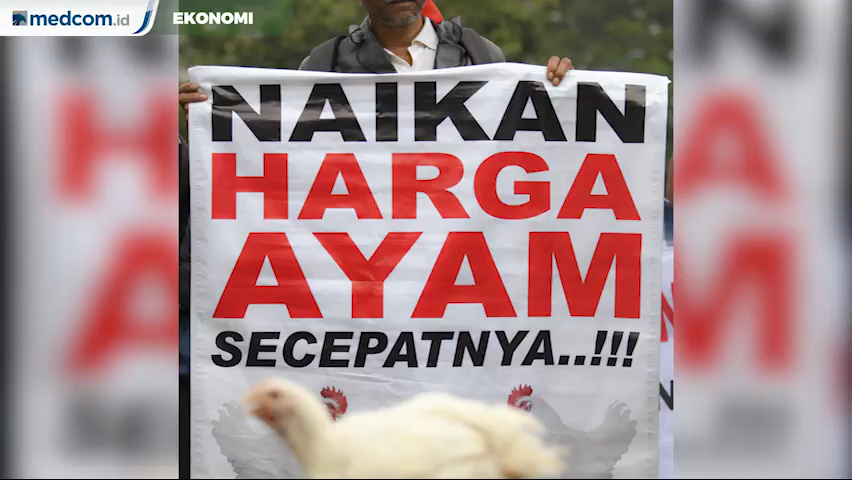 medcom.id
EKONOMI
NAIKAN
HARGA
AYAM
SECEPATNYA..!!!